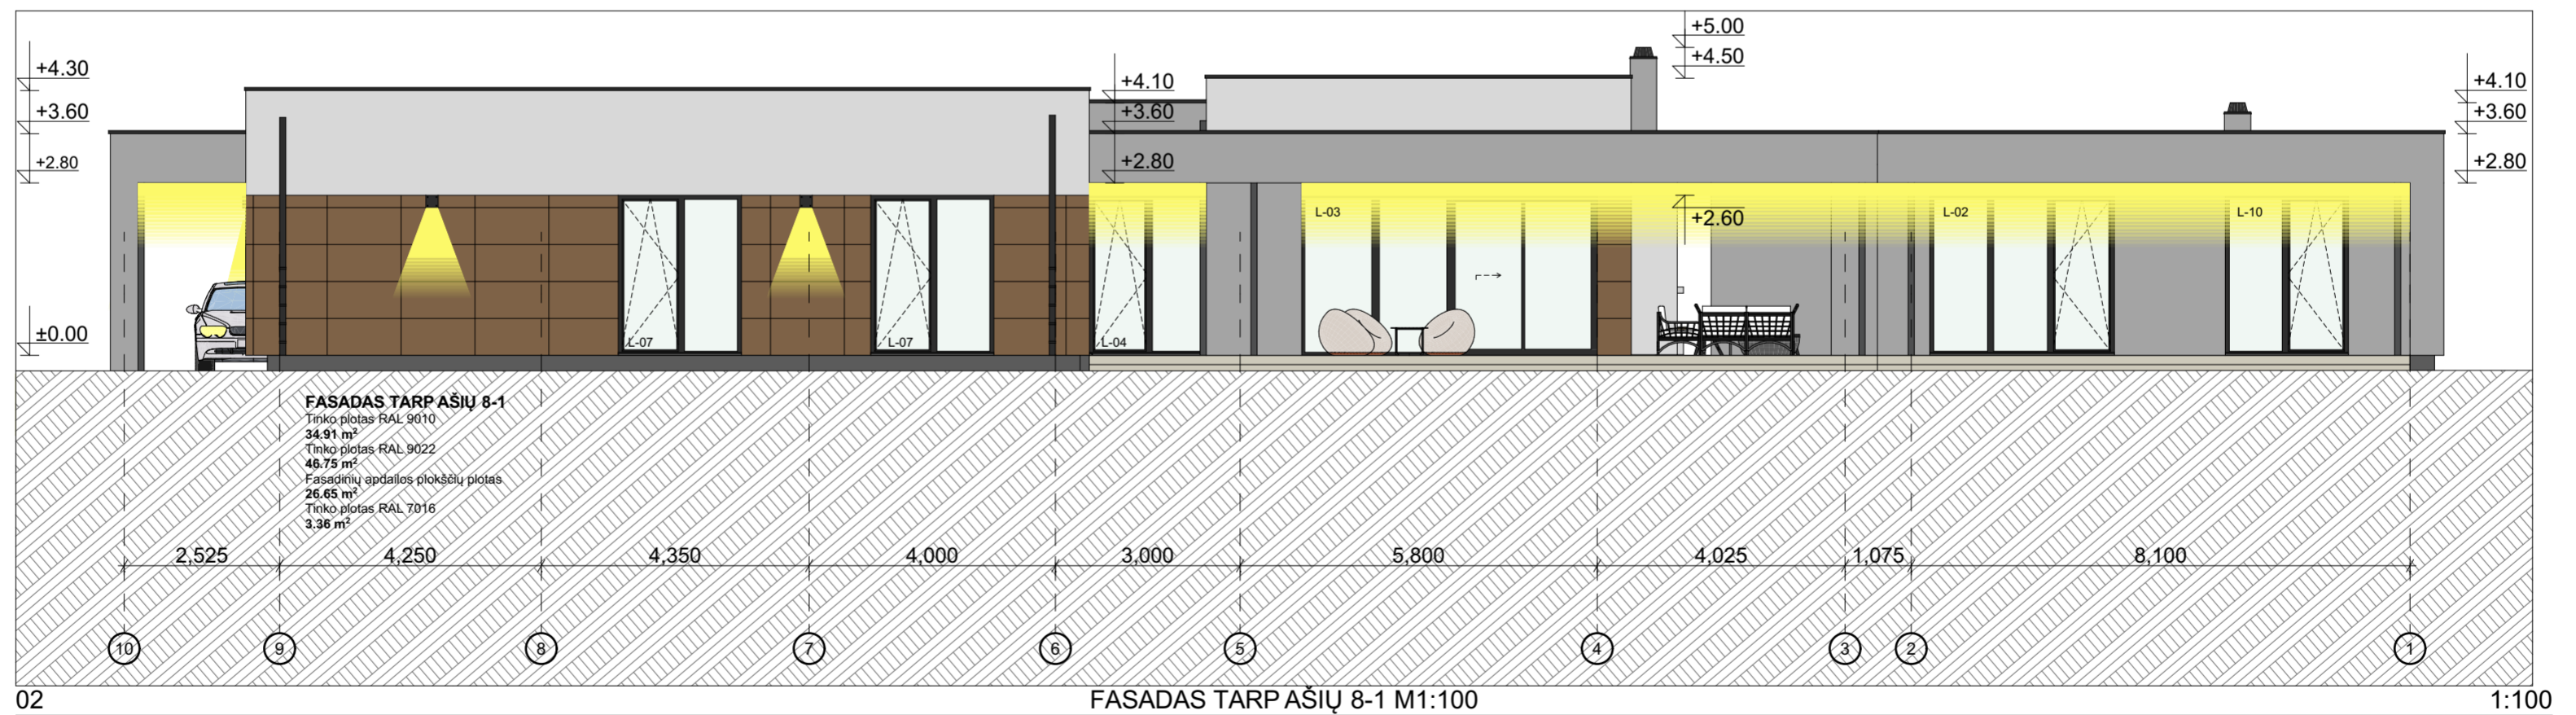 +5.00
+4.50
+4.30
+4.10
+4.10
+3.60
+3.60
+3.60
+2.80
+2.80
+2.80
L-03
+2.60
L-02
L-10
±0.00
L-07
L-07
L-04
FASADAS TARP AŠIŲ 8-1
Tinko plotas RAL 9010
34.91 m²
Tinko plotas RAL 9022
46.75 m²
Fasadinių apdailos plokščių plotas
26.65 m²
Tinko plotas RAL 7016
3.36 m²
2,525 4,250 4,350 4,000 3,000 5,800 4,025 1,075 8,100
10 9 8 7 6 5 4 3 2 1
02 FASADAS TARP AŠIŲ 8-1 M1:100 1:100